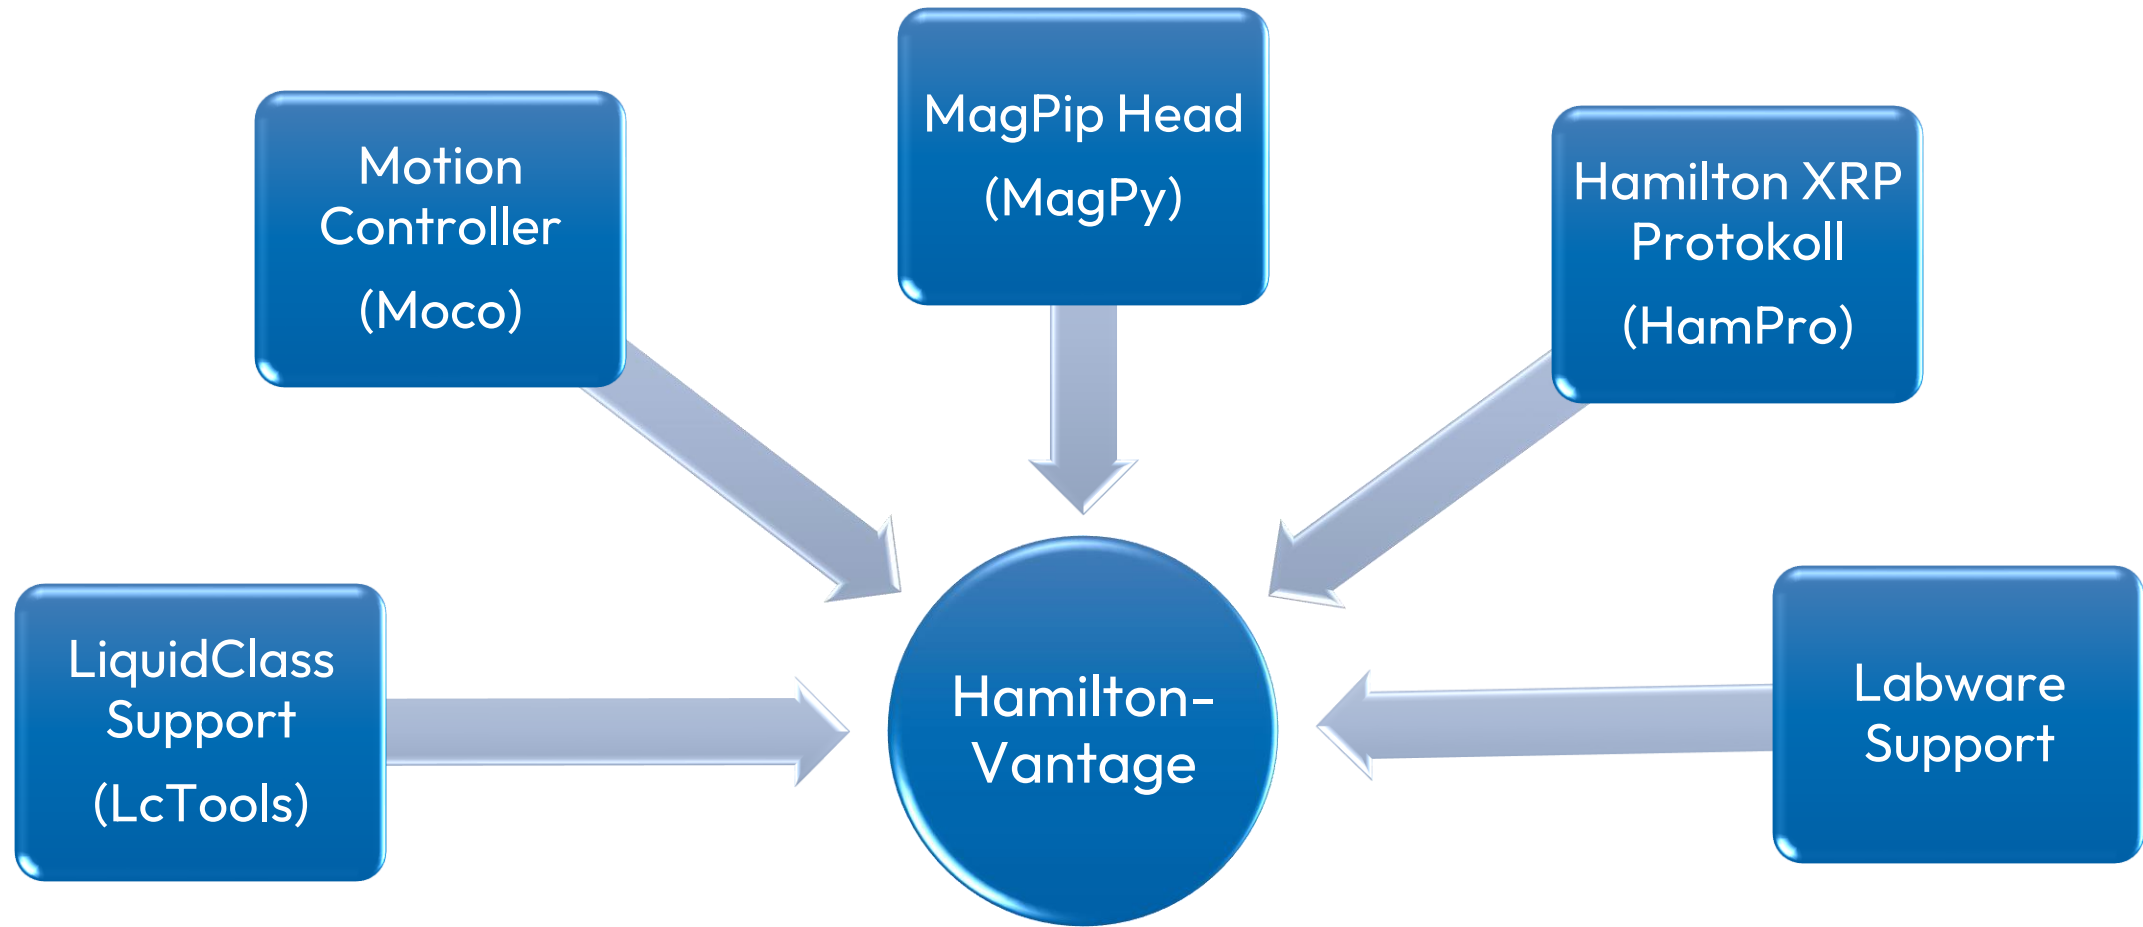 MagPip Head
(MagPy)
Motion
Controller
(Moco)
Hamilton XRP
Protokoll
(HamPro)
LiquidClass
Support
(LcTools)
Hamilton-
Vantage
Labware
Support